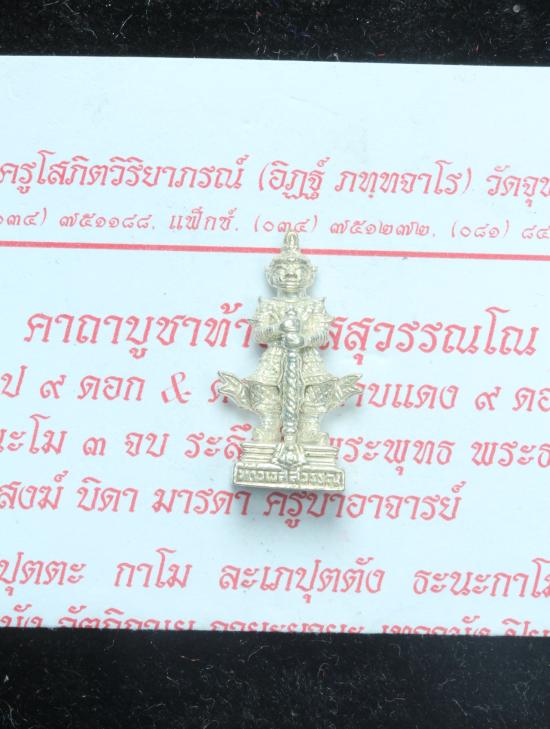 ครูโสภิตวิริยาภรณ์ (อิฏฐ์ ภทฺทจาโร) วัดจุฬ
๐๓๔) ๗๕๑๑๘๘, แฟ็กซ์. (๐๓๔) ๗๕๑๒๗๒, (๐๘๑) ๘๔
คาถาบูชาท้า สสุวรรณโณ
ป ๙ ดอก & แดง ๙ ดอ
นะโม ๓ จบ ระลึ พระพุทธ พระธ
สงฆ์ บิดา มารดา ครูบาอาจารย์
ปุตตะ กาโม ละเภปุตตัง ธะนะกาโม